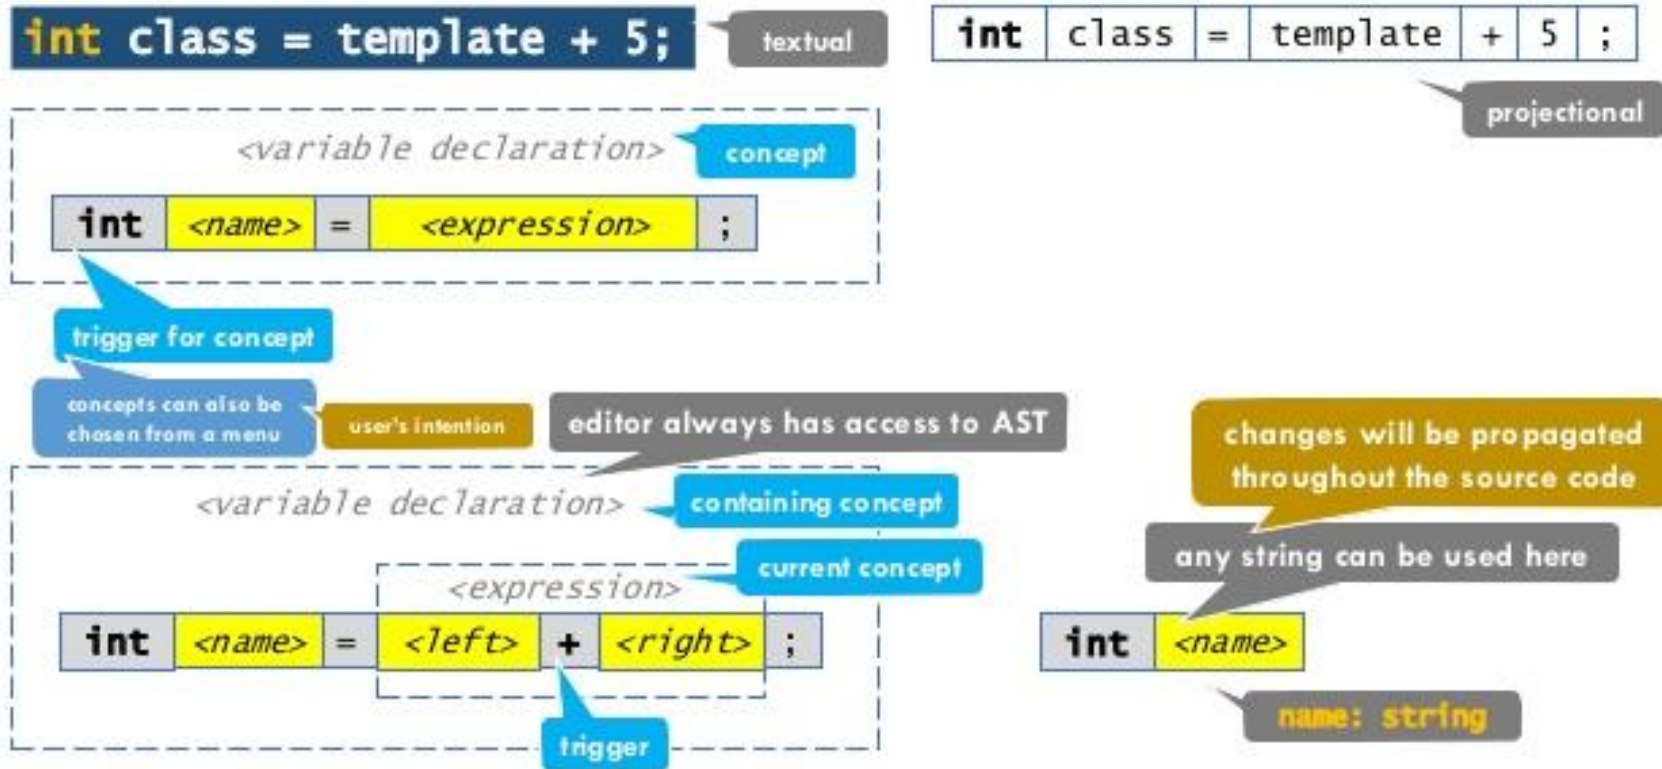 int class = template + 5;
textual
int class = template + 5 ;
projectional
<variable declaration>
concept
int <name> = <expression> ;
trigger for concept
concepts can also be
chosen from a menu
user's intention
editor always has access to AST
changes will be propagated
throughout the source code
<variable declaration>
containing concept
any string can be used here
<expression>
current concept
int <name> = <left> + <right> ;
int <name>
trigger
name: string